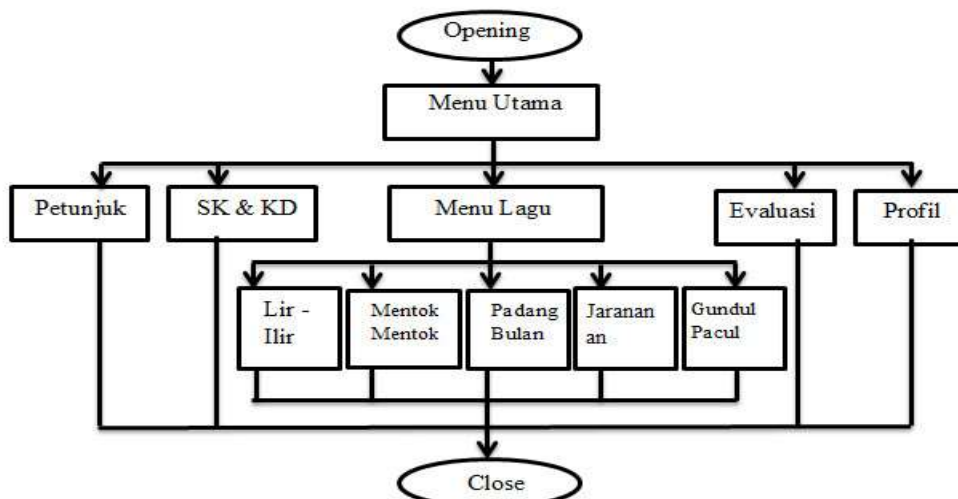 Opening
Menu Utama
Petunjuk
SK & KD
Menu Lagu
Evaluasi
Profil
Lir -
Ilir
Mentok
Mentok
Padang
Bulan
Jaranan
an
Gundul
Pacul
Close